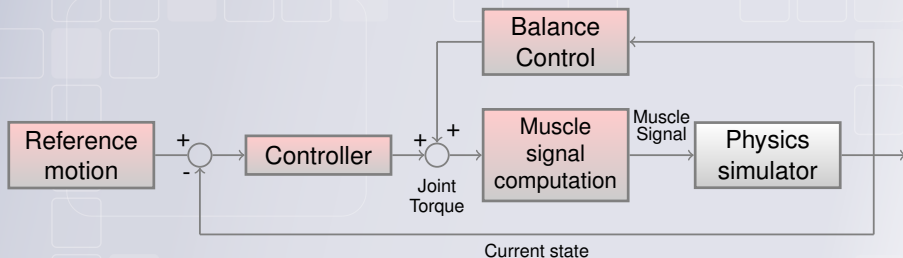 Balance
Control
Reference
motion
+
-
Controller
+
+
Joint
Torque
Muscle
signal
computation
Muscle
Signal
Physics
simulator
Current state